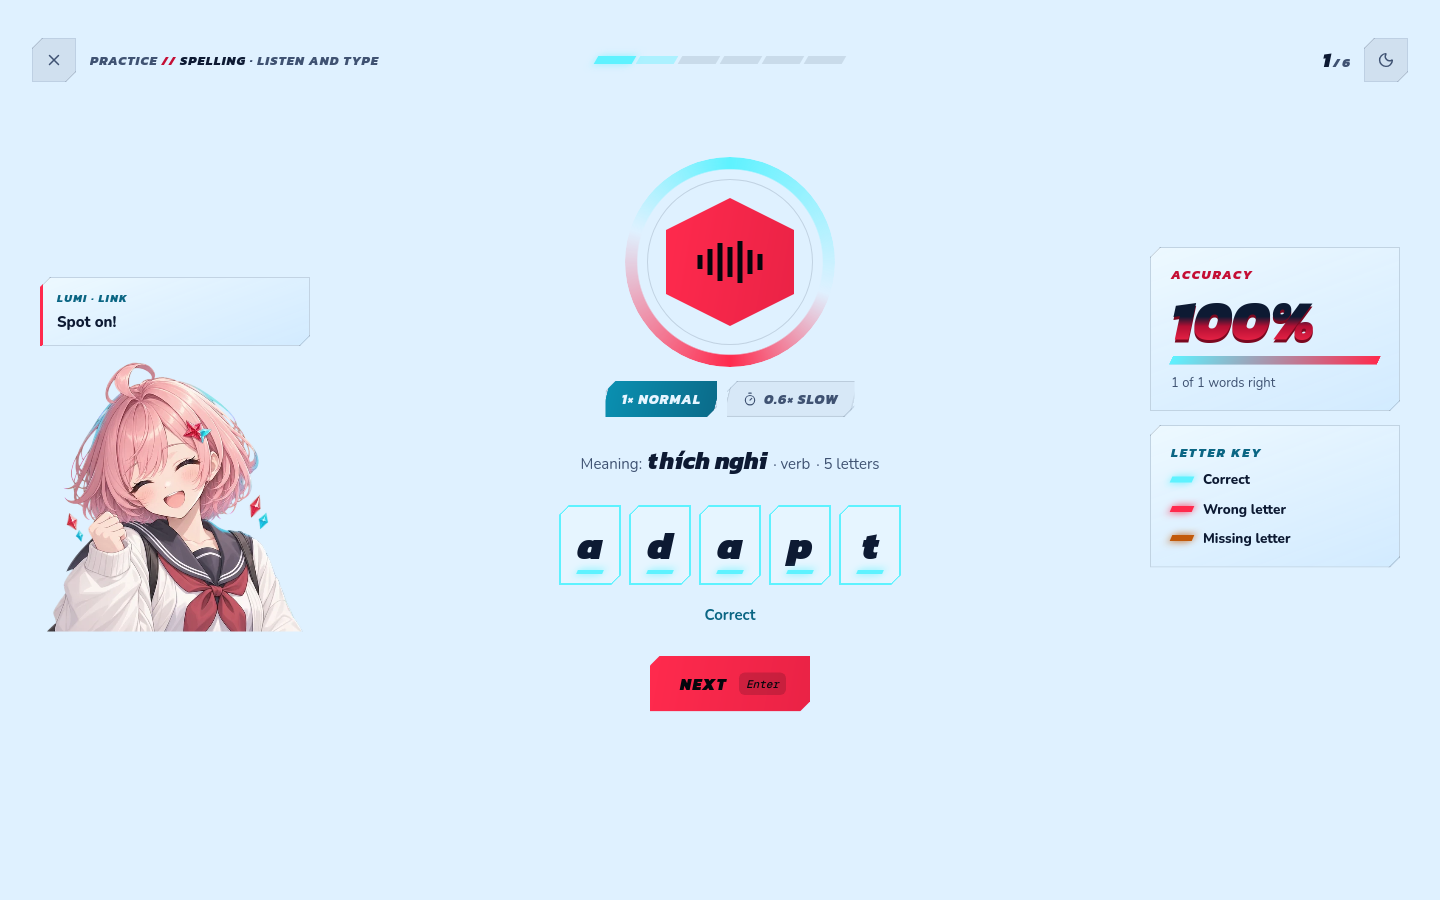 PRACTICE // SPELLING · LISTEN AND TYPE
1/6
LUMI · LINK
Spot on!
1× NORMAL
0.6× SLOW
Meaning: thích nghi · verb · 5 letters
a d a p t
Correct
NEXT Enter
ACCURACY
100%
1 of 1 words right
LETTER KEY
Correct
Wrong letter
Missing letter